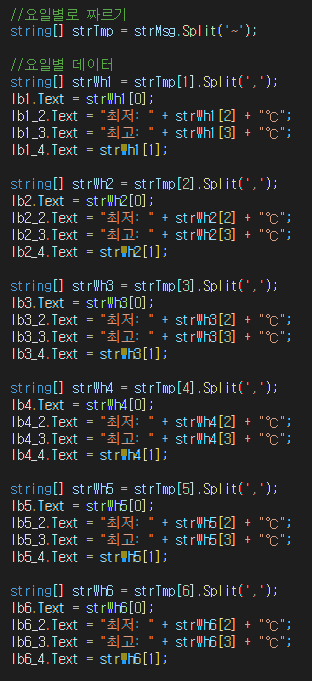 //요일별로 짜르기
string[] strTmp = strMsg.Split('~');
//요일별 데이터
string[] strWh1 = strTmp[1].Split(',');
lb1.Text = strWh1[0];
lb1_2.Text = "최저: " + strWh1[2] + "℃";
lb1_3.Text = "최고: " + strWh1[3] + "℃";
lb1_4.Text = strWh1[1];
string[] strWh2 = strTmp[2].Split(',');
lb2.Text = strWh2[0];
lb2_2.Text = "최저: " + strWh2[2] + "℃";
lb2_3.Text = "최고: " + strWh2[3] + "℃";
lb2_4.Text = strWh2[1];
string[] strWh3 = strTmp[3].Split(',');
lb3.Text = strWh3[0];
lb3_2.Text = "최저: " + strWh3[2] + "℃";
lb3_3.Text = "최고: " + strWh3[3] + "℃";
lb3_4.Text = strWh3[1];
string[] strWh4 = strTmp[4].Split(',');
lb4.Text = strWh4[0];
lb4_2.Text = "최저: " + strWh4[2] + "℃";
lb4_3.Text = "최고: " + strWh4[3] + "℃";
lb4_4.Text = strWh4[1];
string[] strWh5 = strTmp[5].Split(',');
lb5.Text = strWh5[0];
lb5_2.Text = "최저: " + strWh5[2] + "℃";
lb5_3.Text = "최고: " + strWh5[3] + "℃";
lb5_4.Text = strWh5[1];
string[] strWh6 = strTmp[6].Split(',');
lb6.Text = strWh6[0];
lb6_2.Text = "최저: " + strWh6[2] + "℃";
lb6_3.Text = "최고: " + strWh6[3] + "℃";
lb6_4.Text = strWh6[1];